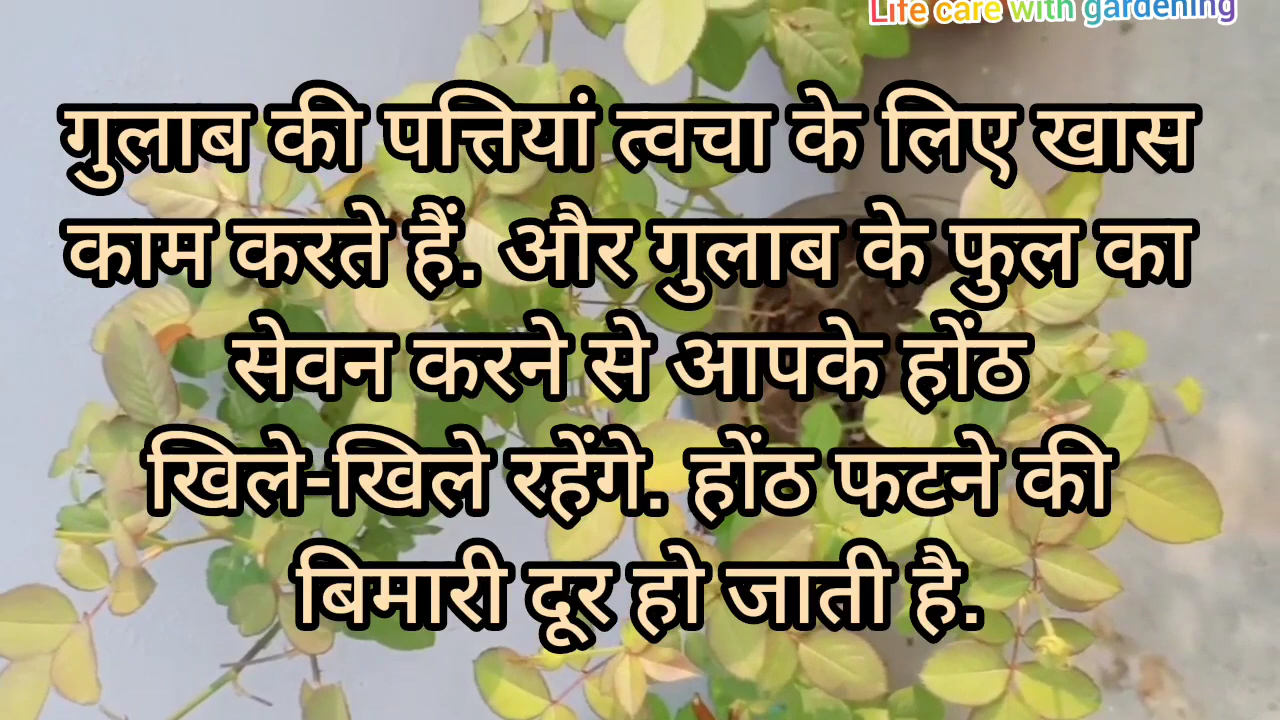 Life care with gardening
गुलाब की पत्तियां त्वचा के लिए खास
काम करते हैं. और गुलाब के फुल का
सेवन करने से आपके होंठ
खिले-खिले रहेंगे. होंठ फटने की
बिमारी दूर हो जाती है.